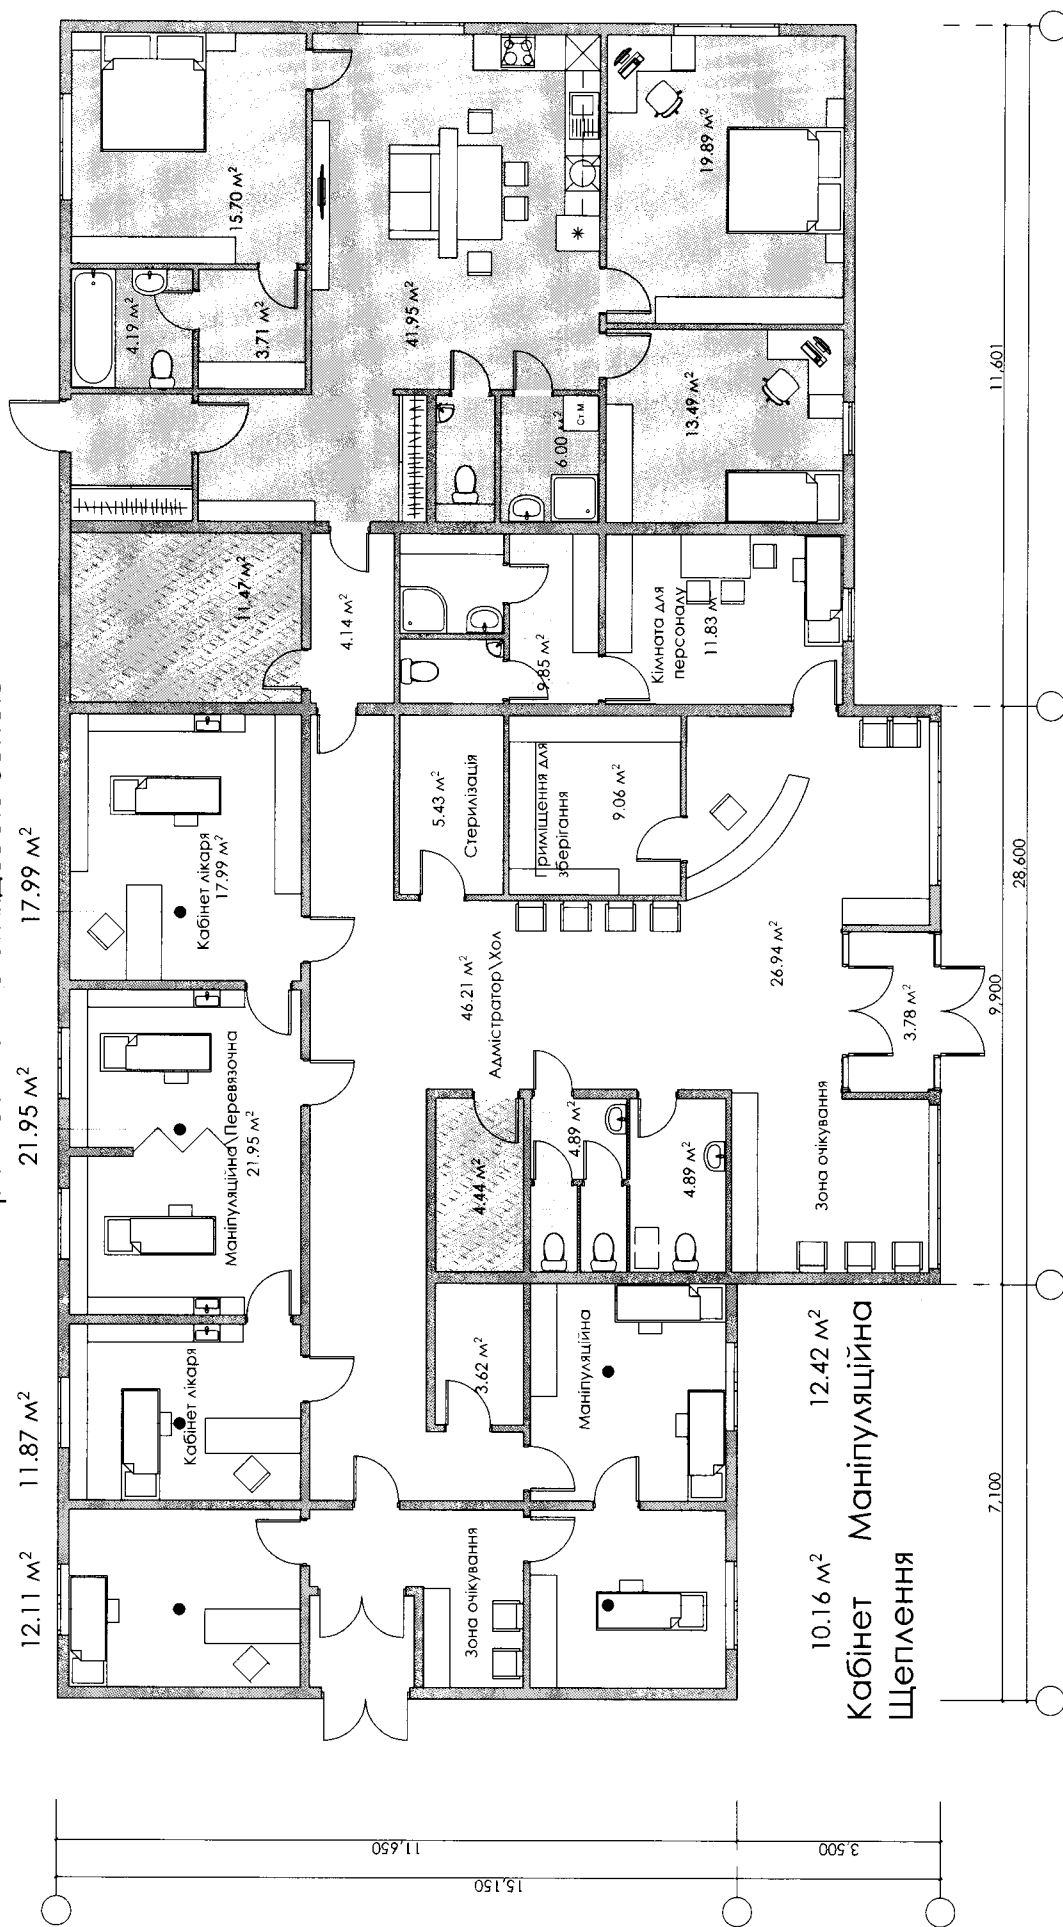 12.11 м²
11.87 м²
21.95 м²
17.99 м²
Кабінет лікаря
Маніпуляційна\Перевязочна
21.95 м²
Кабінет лікаря
17.99 м²
11.47 м²
4.19 м²
3.71 м²
15.70 м²
4.14 м²
41.95 м²
Зона очікування
3.62 м²
4.44 м²
46.21 м²
Адмістратор\Хол
5.43 м²
Стерилізація
9.85 м²
6.00 м²
Ст.М
Маніпуляційна
4.89 м²
4.89 м²
Приміщення для
зберігання
9.06 м²
Кімната для
персоналу
11.83 м
13.49 м²
19.89 м²
26.94 м²
Зона очікування
3.78 м²
10.16 м²
12.42 м²
Кабінет Маніпуляційна
Щеплення
7,100
9,900
11,601
28,600
11,650
3,500
15,150